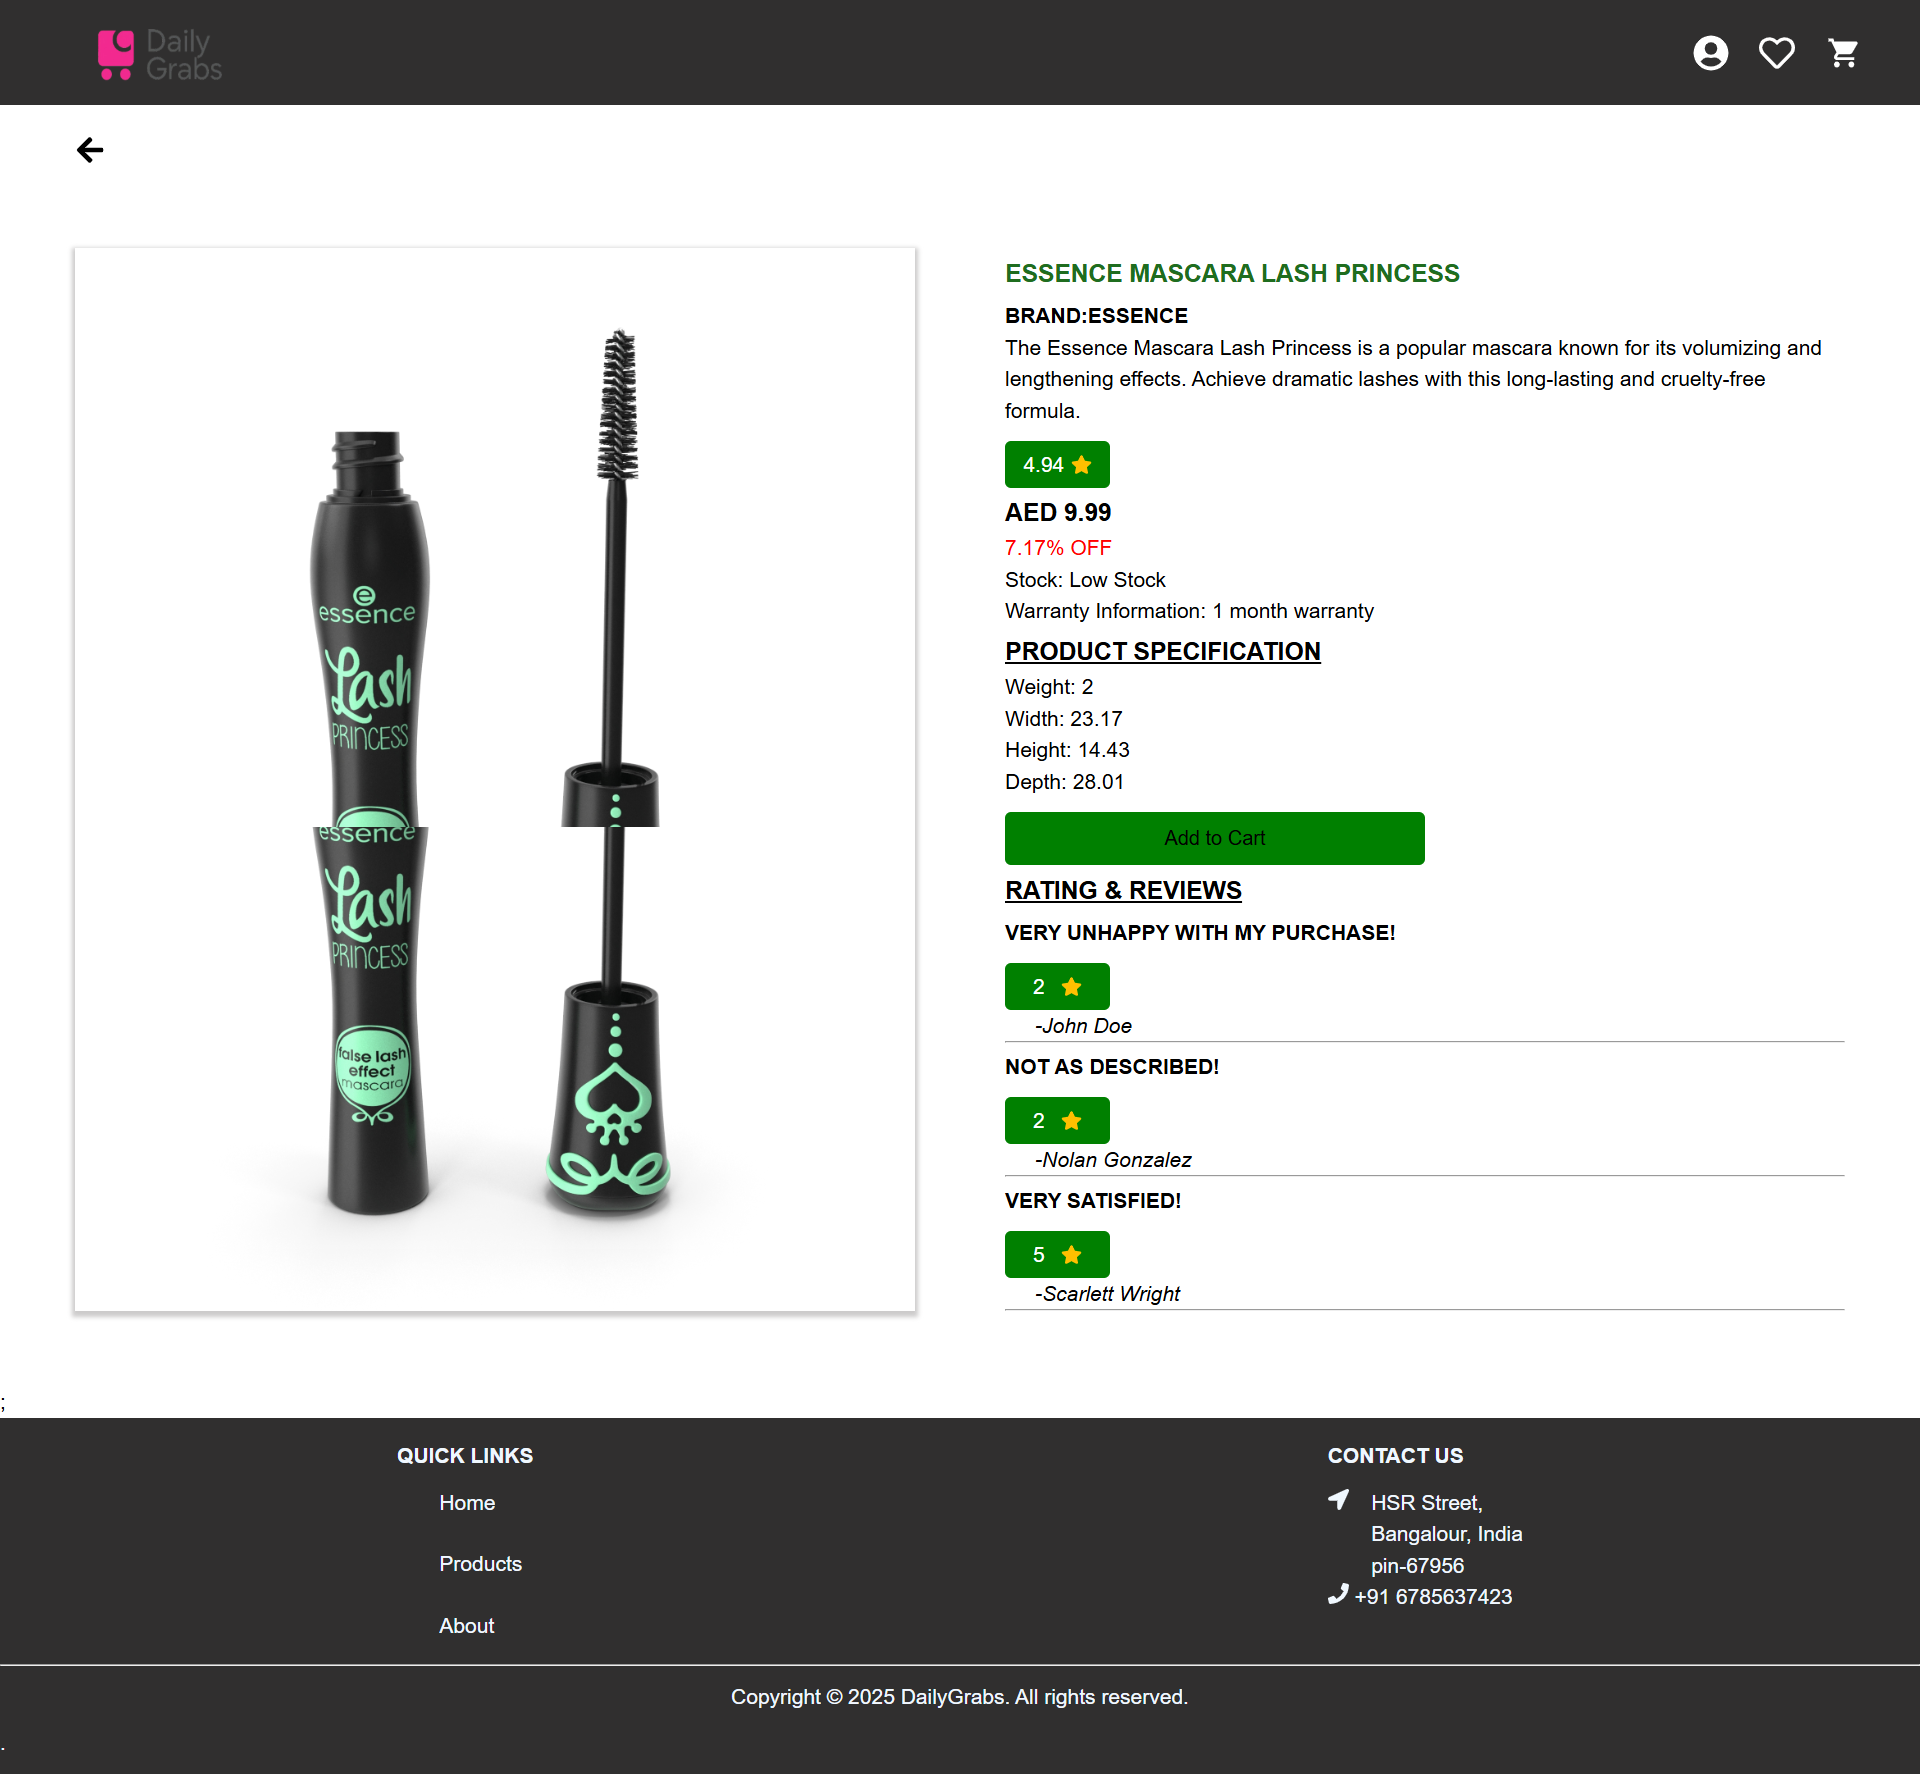 Daily
Grabs
essence
Lash
PRINCESS
essence
Lash
PRINCESS
false lash
effect
mascara
ESSENCE MASCARA LASH PRINCESS
BRAND:ESSENCE
The Essence Mascara Lash Princess is a popular mascara known for its volumizing and
lengthening effects. Achieve dramatic lashes with this long-lasting and cruelty-free
formula.
4.94
AED 9.99
7.17% OFF
Stock: Low Stock
Warranty Information: 1 month warranty
PRODUCT SPECIFICATION
Weight: 2
Width: 23.17
Height: 14.43
Depth: 28.01
Add to Cart
RATING & REVIEWS
VERY UNHAPPY WITH MY PURCHASE!
2
-John Doe
NOT AS DESCRIBED!
2
-Nolan Gonzalez
VERY SATISFIED!
5
-Scarlett Wright
;
QUICK LINKS
Home
Products
About
CONTACT US
HSR Street,
Bangalour, India
pin-67956
+91 6785637423
Copyright © 2025 DailyGrabs. All rights reserved.
.